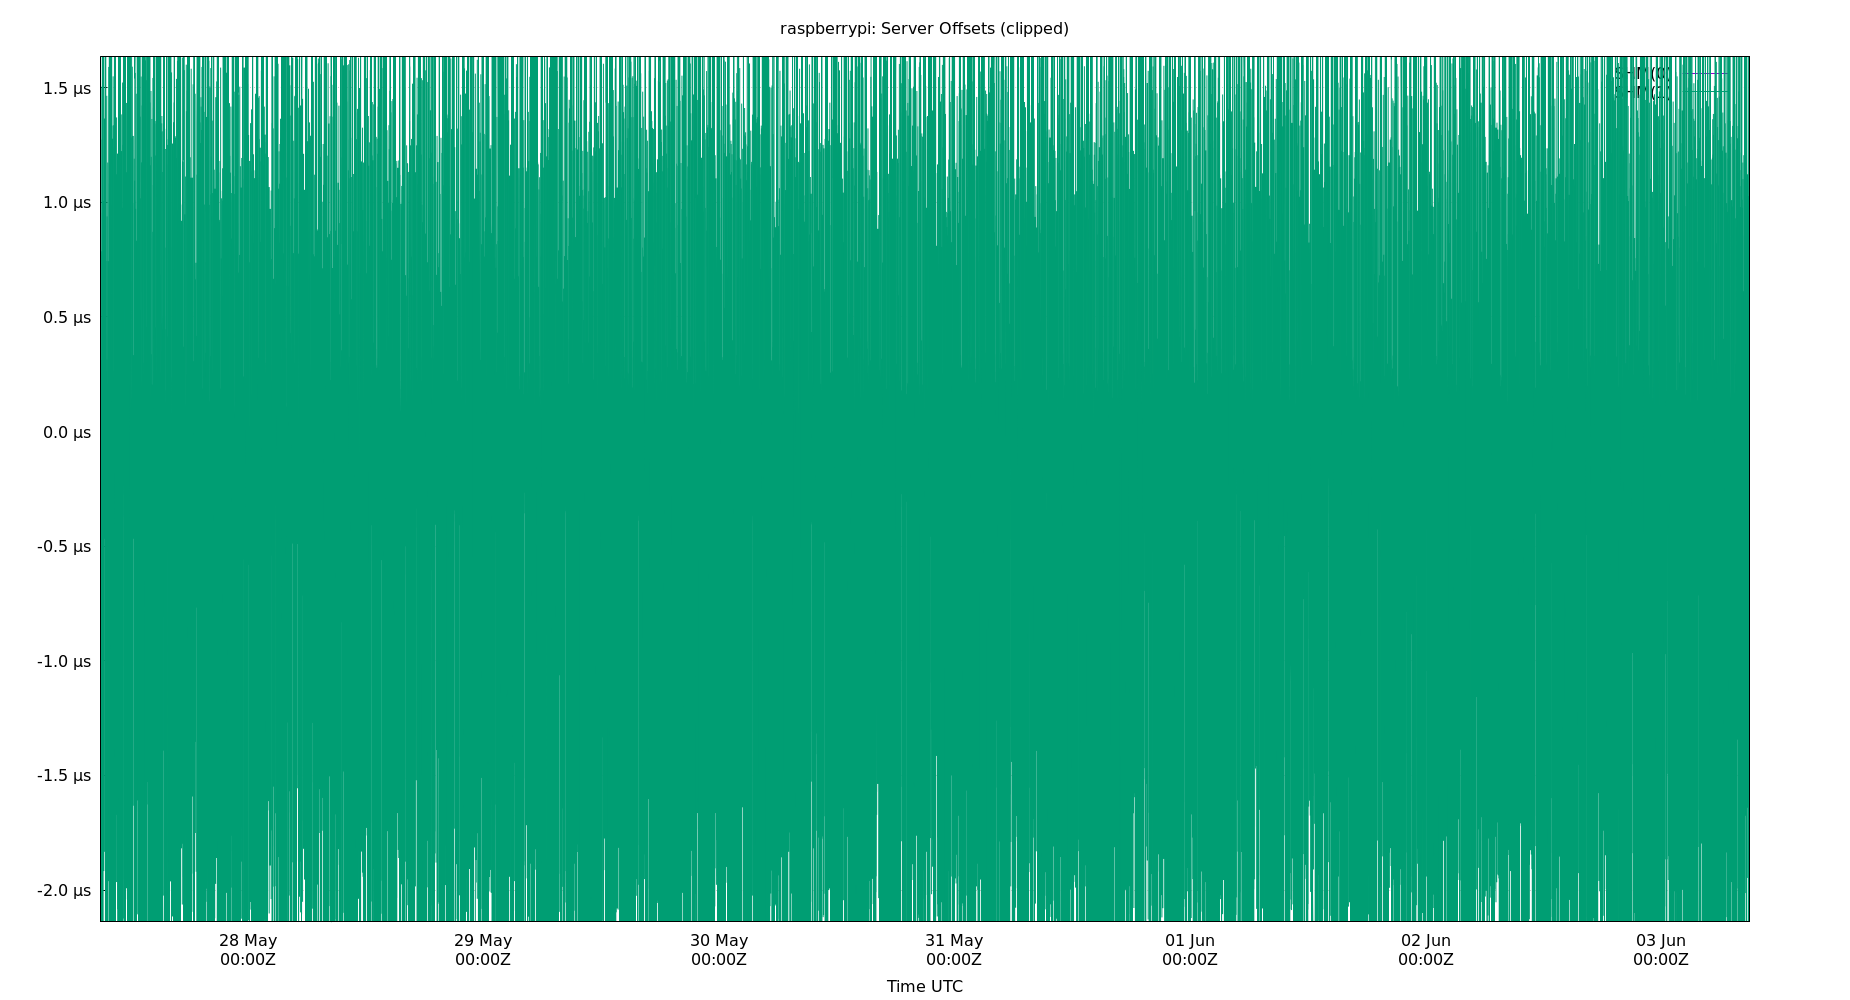 raspberrypi: Server Offsets (clipped)
1.5 µs
1.0 µs
0.5 µs
0.0 µs
-0.5 µs
-1.0 µs
-1.5 µs
-2.0 µs
28 May
00:00Z
29 May
00:00Z
30 May
00:00Z
31 May
00:00Z
01 Jun
00:00Z
02 Jun
00:00Z
03 Jun
00:00Z
Time UTC